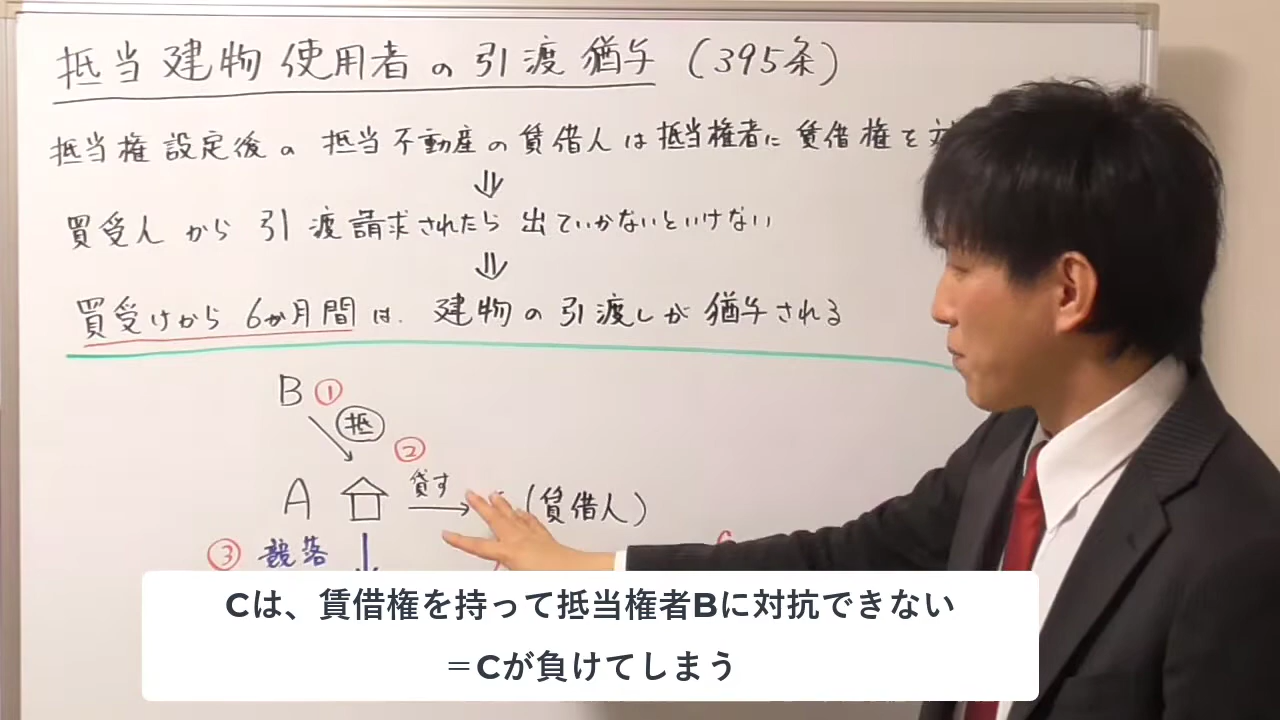 抵当建物使用者の引渡猶予（395条）
抵当権設定後の抵当不動産の賃借人は抵当権者に賃借権を対
⇓
買受人から引渡請求されたら出ていかないといけない
⇓
買受けから6か月間は、建物の引渡しが猶予される
B ①
抵
②
A 貸す → （賃借人）
③ 競落
Cは、賃借権を持って抵当権者Bに対抗できない
＝Cが負けてしまう